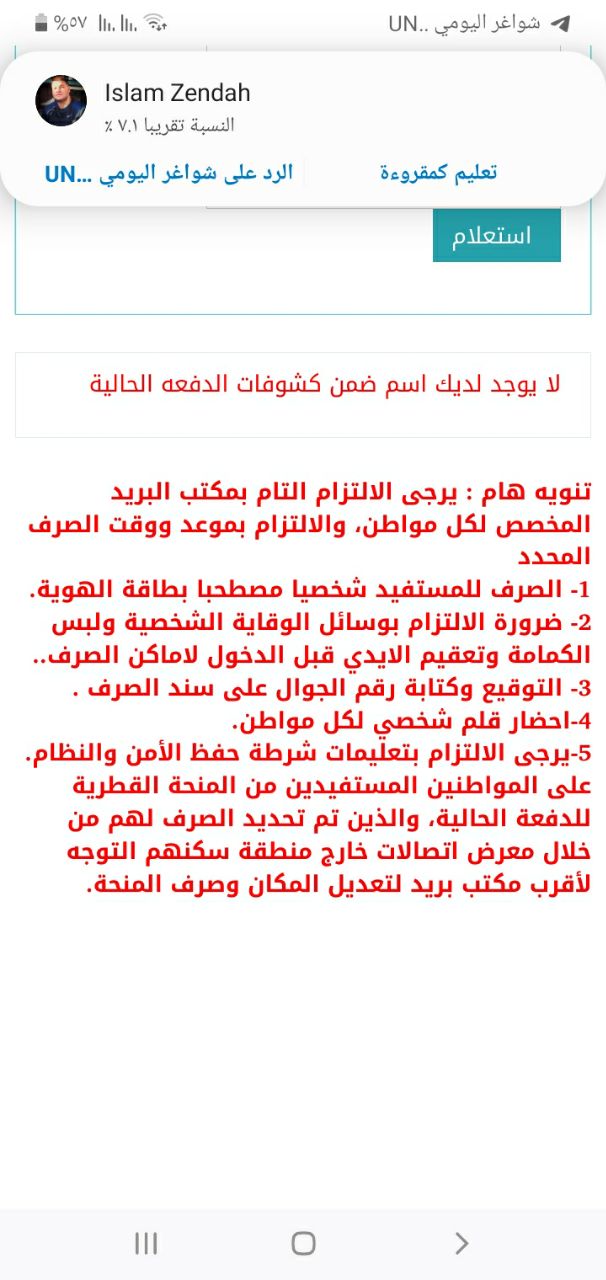 شواغر اليومي ..UN
%٥٧
Islam Zendah
النسبة تقريبا ٧.١ ٪
تعليم كمقروءة
الرد على شواغر اليومي ...UN
استعلام
لا يوجد لديك اسم ضمن كشوفات الدفعه الحالية
تنويه هام : يرجى الالتزام التام بمكتب البريد
المخصص لكل مواطن، والالتزام بموعد ووقت الصرف
المحدد
1- الصرف للمستفيد شخصيا مصطحبا بطاقة الهوية.
2- ضرورة الالتزام بوسائل الوقاية الشخصية ولبس
الكمامة وتعقيم الايدي قبل الدخول لاماكن الصرف..
3- التوقيع وكتابة رقم الجوال على سند الصرف .
4-احضار قلم شخصي لكل مواطن.
5-يرجى الالتزام بتعليمات شرطة حفظ الأمن والنظام.
على المواطنين المستفيدين من المنحة القطرية
للدفعة الحالية، والذين تم تحديد الصرف لهم من
خلال معرض اتصالات خارج منطقة سكنهم التوجه
لأقرب مكتب بريد لتعديل المكان وصرف المنحة.